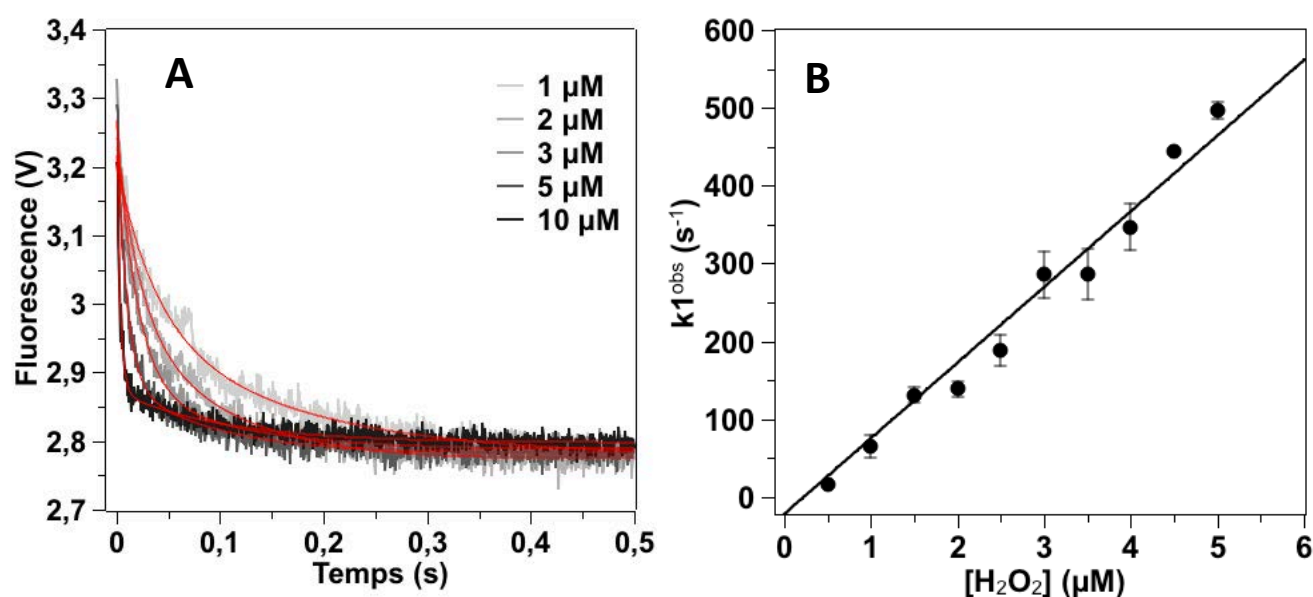 A
3,4
3,3
3,2
3,1
3
2,9
2,8
2,7
Fluorescence (V)
1 µM
2 µM
3 µM
5 µM
10 µM
0
0,1
0,2
0,3
0,4
0,5
Temps (s)
B
600
500
400
300
200
100
0
k1obs (s-1)
0
1
2
3
4
5
6
[H2O2] (µM)